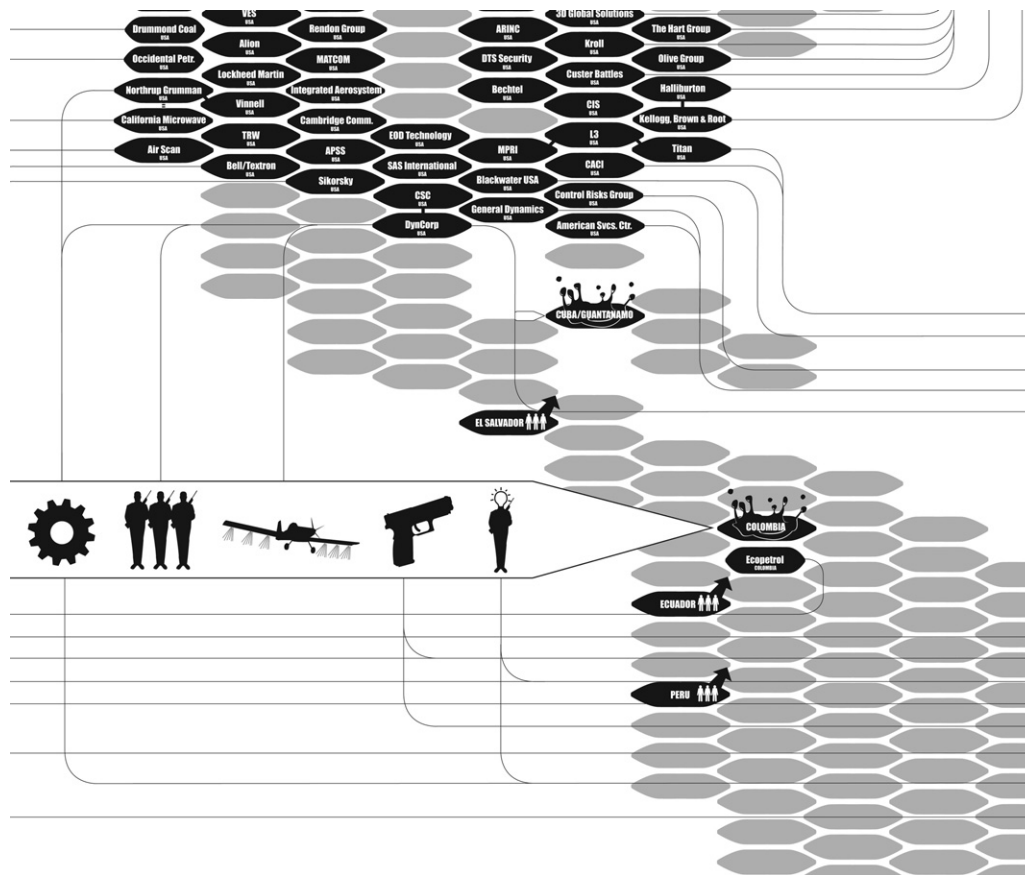 VES
USA
3D Global Solutions
USA
Drummond Coal
USA
Rendon Group
USA
ARINC
USA
The Hart Group
USA
Alion
USA
Kroll
USA
Occidental Petr.
USA
MATCOM
USA
DTS Security
USA
Olive Group
USA
Lockheed Martin
USA
Custer Battles
USA
Northrup Grumman
USA
Integrated Aerosystem
USA
Bechtel
USA
Halliburton
USA
Vinnell
USA
CIS
USA
California Microwave
USA
Cambridge Comm.
USA
Kellogg, Brown & Root
USA
TRW
USA
EOD Technology
USA
L3
USA
Air Scan
USA
APSS
USA
MPRI
USA
Titan
USA
Bell/Textron
USA
SAS International
USA
CACI
USA
Sikorsky
USA
Blackwater USA
USA
CSC
USA
Control Risks Group
USA
General Dynamics
USA
DynCorp
USA
American Svcs. Ctr.
USA
CUBA/GUANTANAMO
EL SALVADOR
COLOMBIA
Ecopetrol
COLOMBIA
ECUADOR
PERU